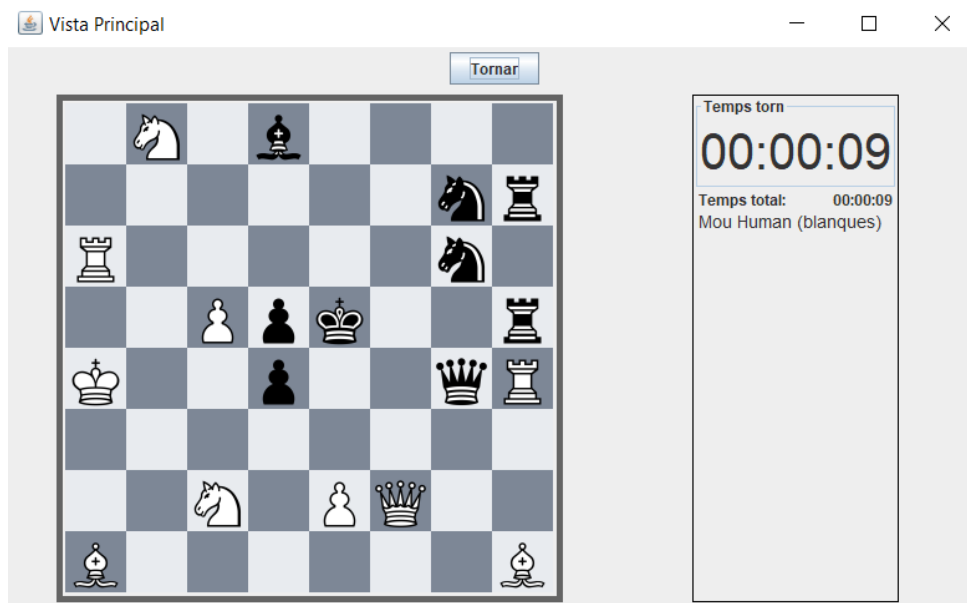 Vista Principal
Tornar
Temps torn
00:00:09
Temps total: 00:00:09
Mou Human (blanques)